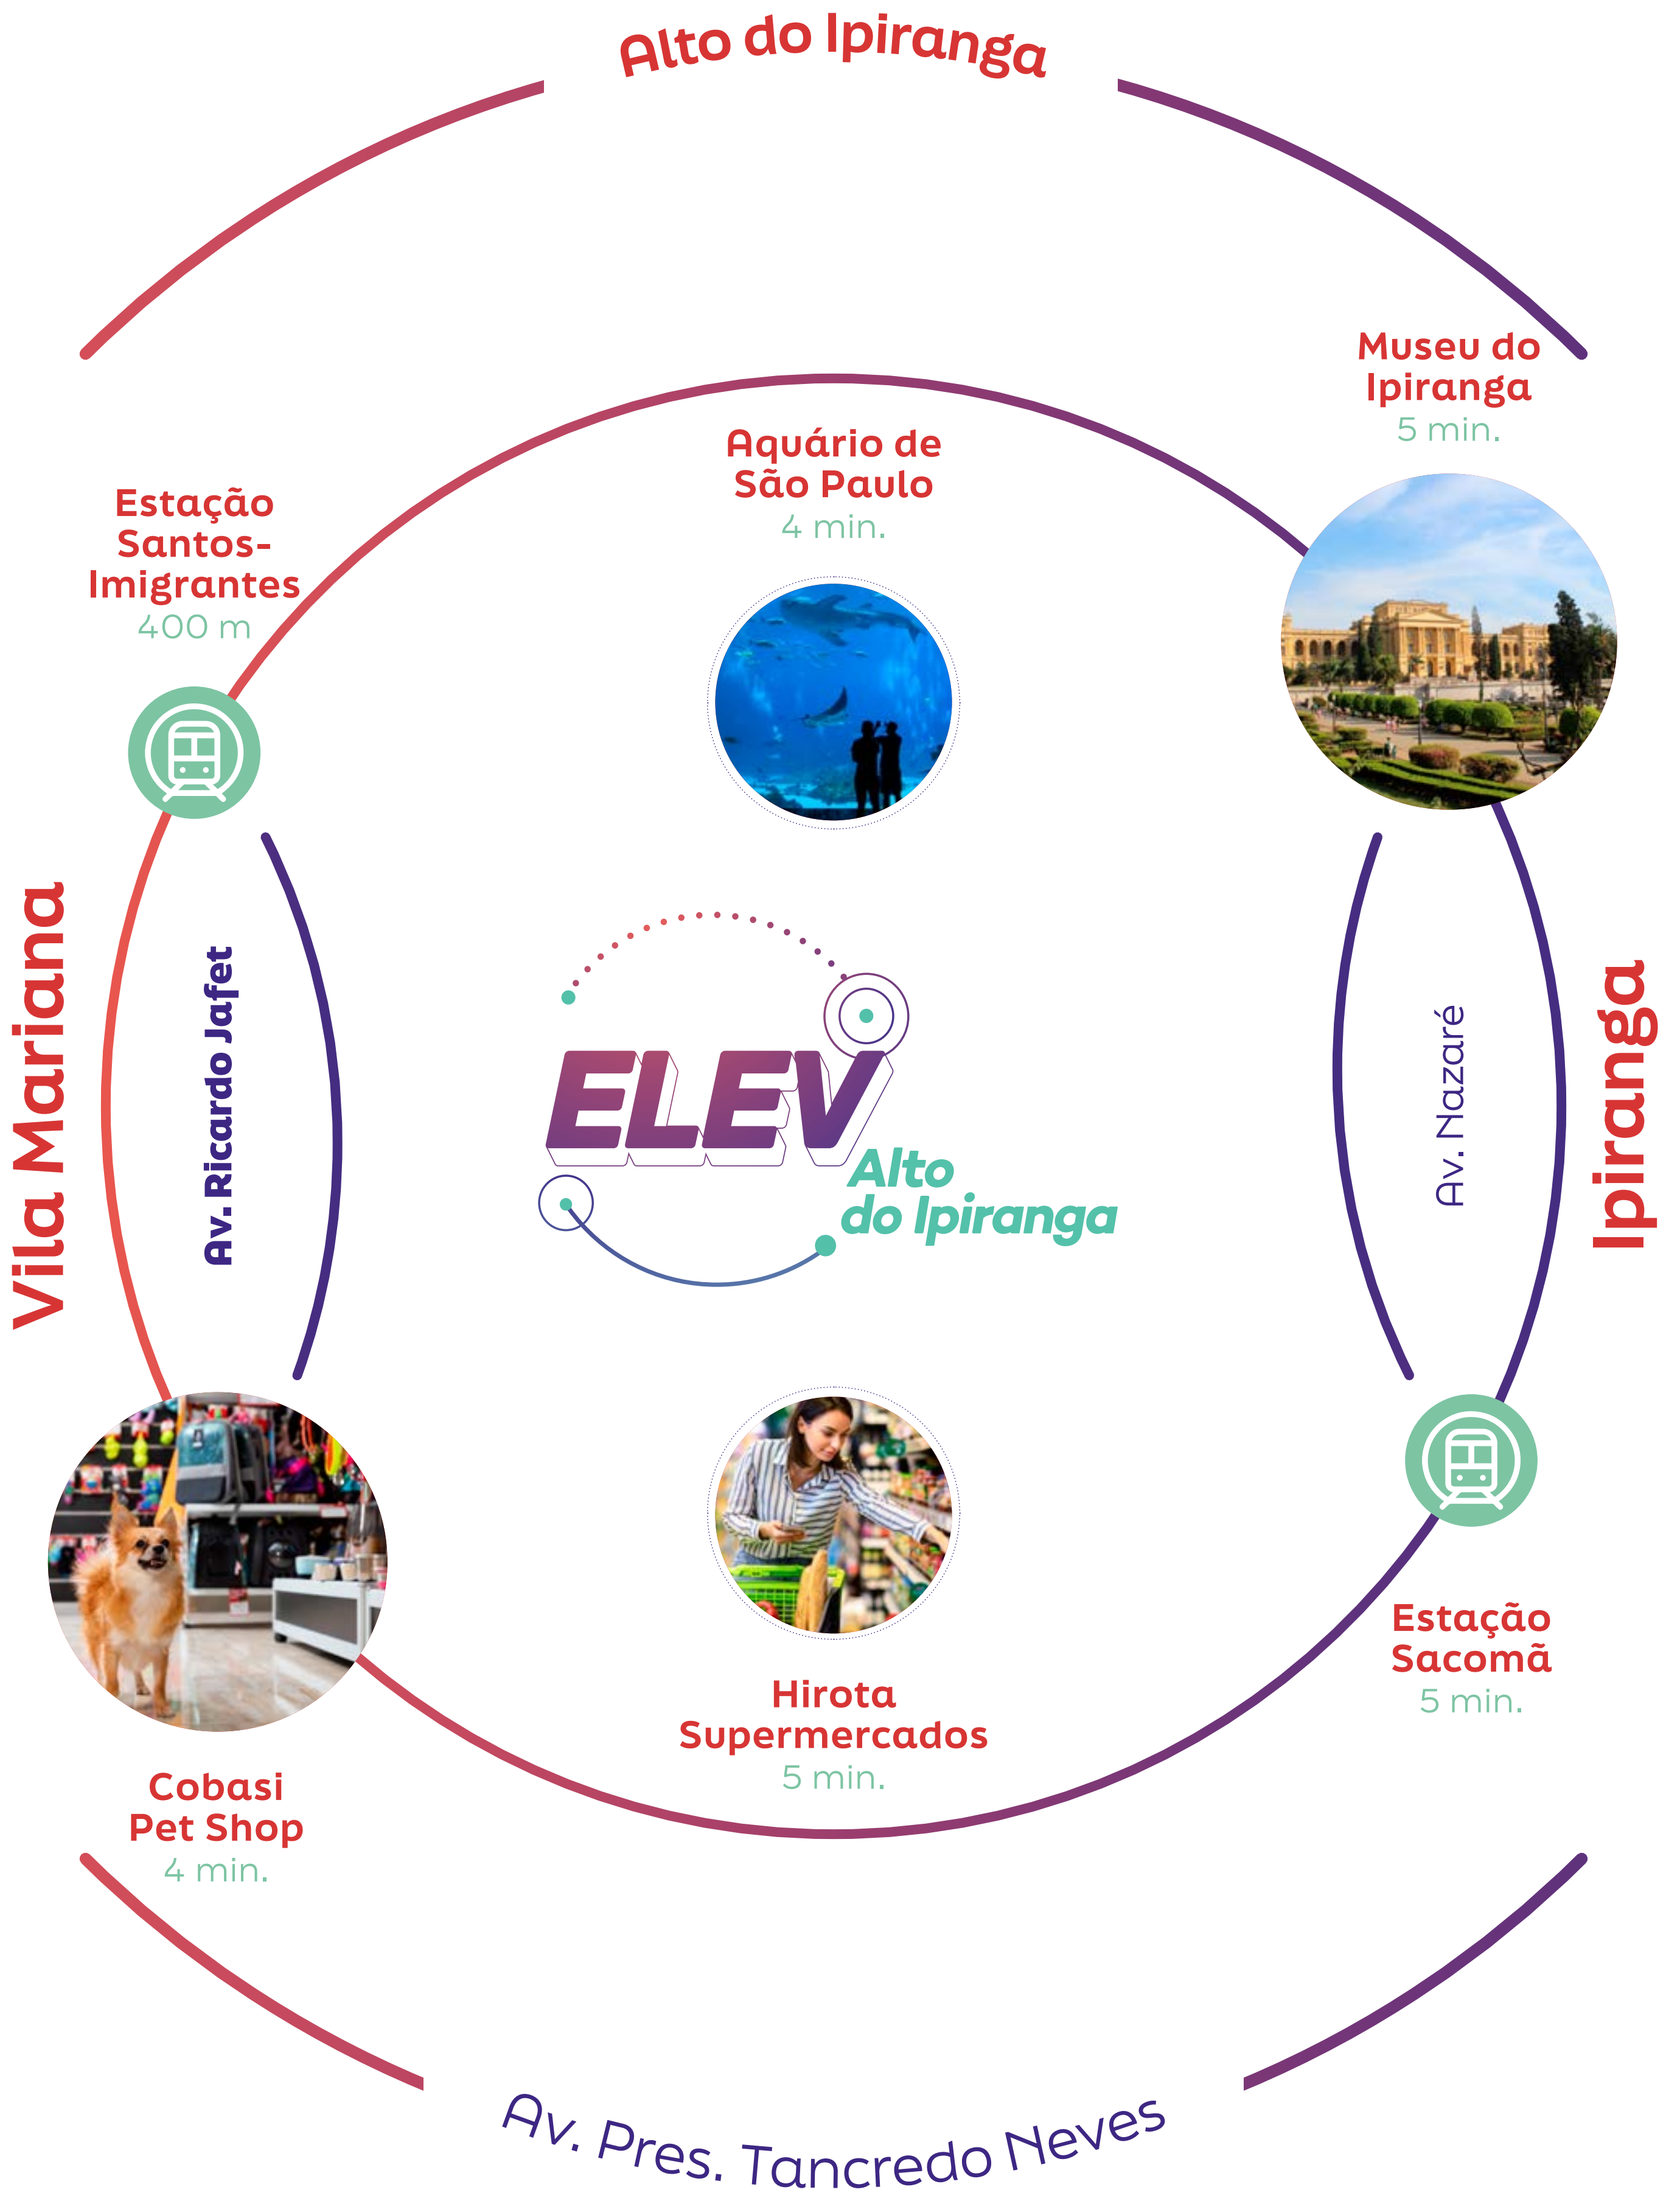 Alto do Ipiranga
Museu do
Ipiranga
5 min.
Aquário de
São Paulo
4 min.
Estação
Santos-
Imigrantes
400 m
Vila Mariana
Av. Ricardo Jafet
ELEV
Alto
do Ipiranga
Av. Nazaré
Ipiranga
Estação
Sacomã
5 min.
Hirota
Supermercados
5 min.
Cobasi
Pet Shop
4 min.
Av. Pres. Tancredo Neves